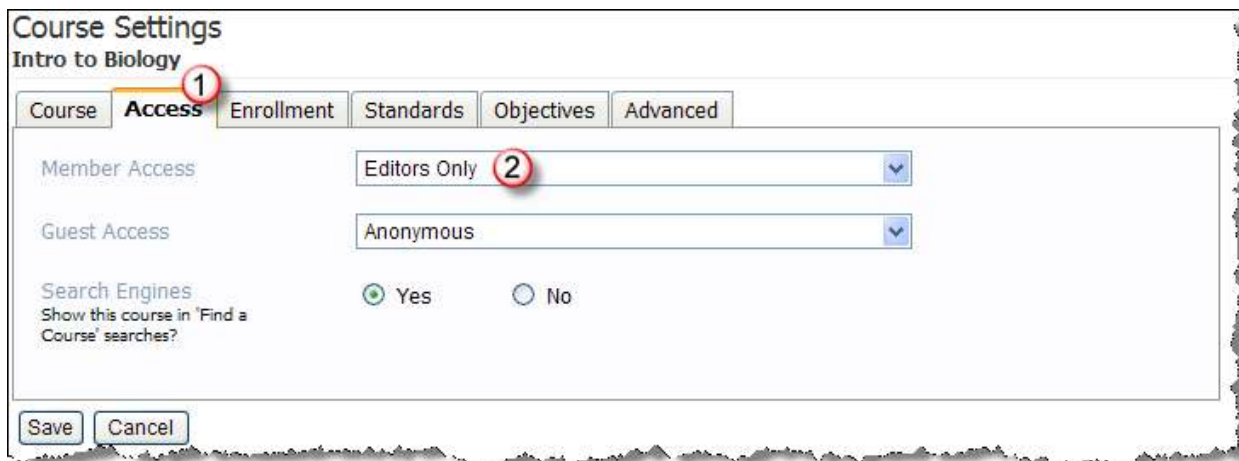 Course Settings
Intro to Biology
1
Course Access Enrollment Standards Objectives Advanced
Member Access Editors Only 2
Guest Access Anonymous
Search Engines Yes No
Show this course in 'Find a
Course' searches?
Save Cancel